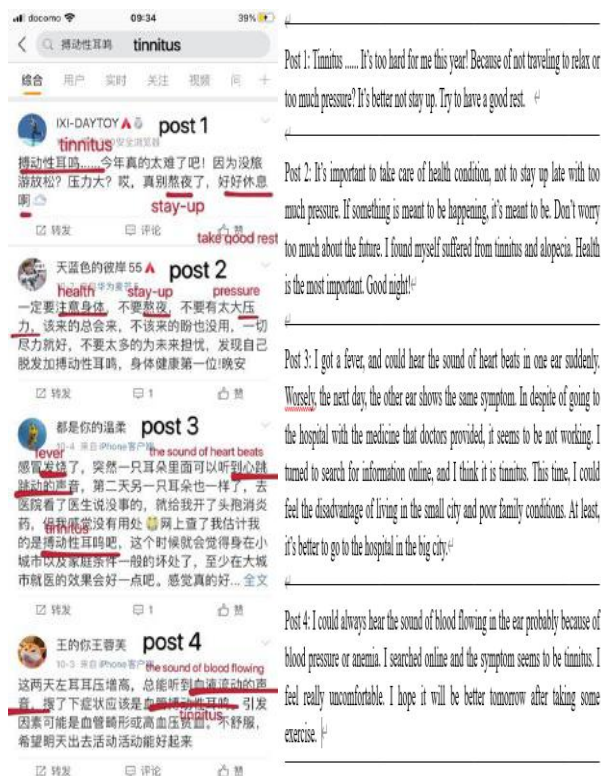 docomo 09:34 39%
搏动性耳鸣 tinnitus
综合 用户 实时 关注 视频 问 +
IXI-DAYTOY post 1
tinnitus 安全浏览器
搏动性耳鸣......今年真的太难了吧！因为没旅
游放松？压力大？哎，真别熬夜了，好好休息
啊
stay-up
转发 评论 赞
take good rest
天蓝色的彼岸 55 post 2
health stay-up pressure
一定要注意身体，不要熬夜，不要有太大压
力，该来的总会来，不该来的盼也没用，一切
尽力就好，不要太多的为未来担忧，发现自己
脱发加搏动性耳鸣，身体健康第一位!晚安
转发 1 赞
都是你的温柔 post 3
10-4 来自 iPhone客户端
fever the sound of heart beats
感冒发烧了，突然一只耳朵里面可以听到心跳
跳动的声音，第二天另一只耳朵也一样了，去
医院看了医生说没事的，就给我开了头孢消炎
药，但我感觉没有用处 网上查了我估计我
tinnitus
的是搏动性耳鸣吧，这个时候就会觉得身在小
城市以及家庭条件一般的坏处了，至少在大城
市就医的效果会好一点吧。感觉真的好... 全文
转发 1 赞
王的你王蓉芙 post 4
10-3 来自 iPhone客户端
the sound of blood flowing
这两天左耳耳压增高，总能听到血液流动的声
音，搜了下症状应该是血管搏动性耳鸣，引发
tinnitus
因素可能是血管畸形或高血压贫血，不舒服，
希望明天出去活动活动能好起来
转发 评论 赞
Post 1: Tinnitus ...... It's too hard for me this year! Because of not traveling to relax or
too much pressure? It's better not stay up. Try to have a good rest.
Post 2: It's important to take care of health condition, not to stay up late with too
much pressure. If something is meant to be happening, it's meant to be. Don't worry
too much about the future. I found myself suffered from tinnitus and alopecia. Health
is the most important. Good night!
Post 3: I got a fever, and could hear the sound of heart beats in one ear suddenly.
Worsely, the next day, the other ear shows the same symptom. In despite of going to
the hospital with the medicine that doctors provided, it seems to be not working. I
turned to search for information online, and I think it is tinnitus. This time, I could
feel the disadvantage of living in the small city and poor family conditions. At least,
it's better to go to the hospital in the big city.
Post 4: I could always hear the sound of blood flowing in the ear probably because of
blood pressure or anemia. I searched online and the symptom seems to be tinnitus. I
feel really uncomfortable. I hope it will be better tomorrow after taking some
exercise.